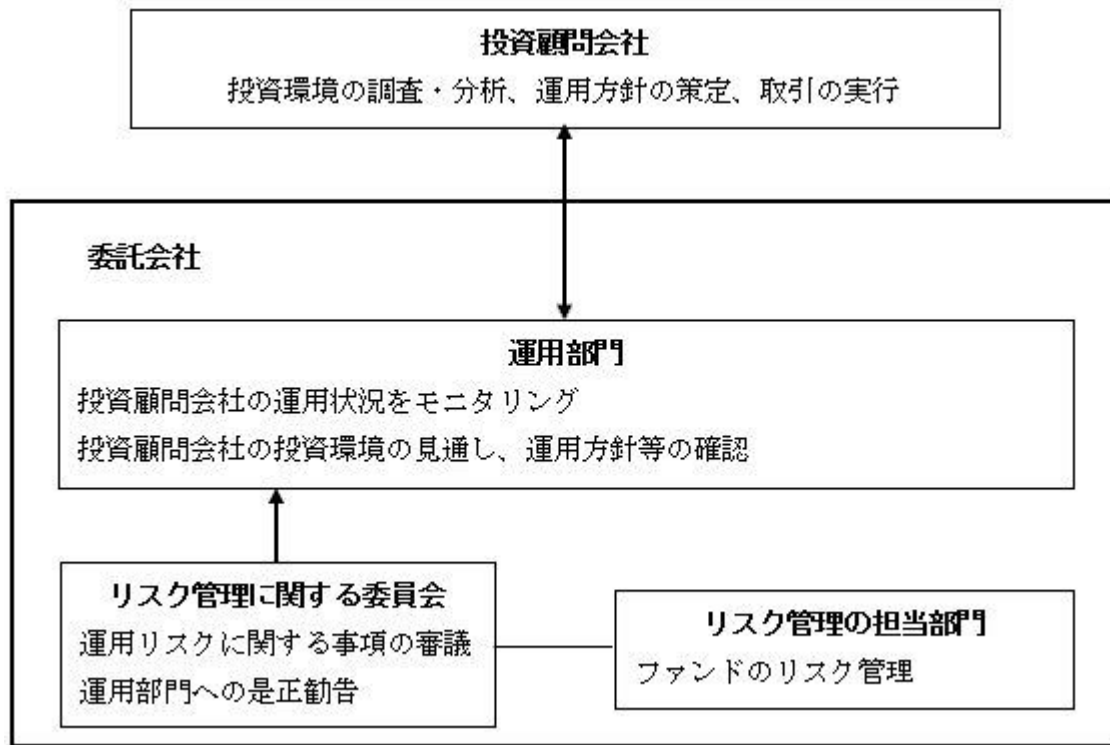 投資顧問会社
投資環境の調査・分析、運用方針の策定、取引の実行
委託会社
運用部門
投資顧問会社の運用状況をモニタリング
投資顧問会社の投資環境の見通し、運用方針等の確認
リスク管理に関する委員会
運用リスクに関する事項の審議
運用部門への是正勧告
リスク管理の担当部門
ファンドのリスク管理